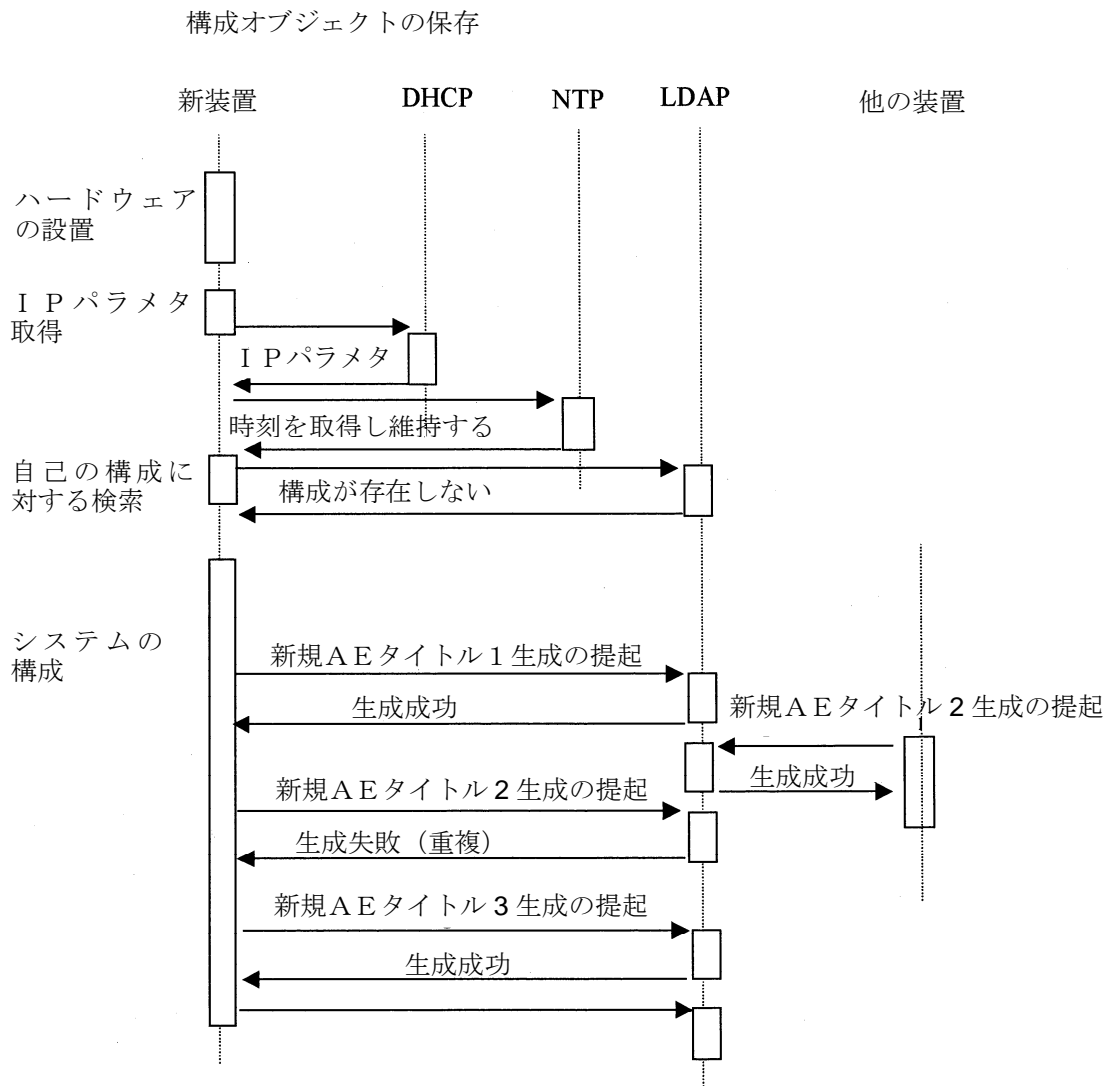 構成オブジェクトの保存
新装置
DHCP
NTP
LDAP
他の装置
ハードウェア
の設置
ＩＰパラメタ
取得
ＩＰパラメタ
時刻を取得し維持する
自己の構成に
対する検索
構成が存在しない
システムの
構成
新規ＡＥタイトル１生成の提起
生成成功
新規ＡＥタイトル２生成の提起
生成成功
新規ＡＥタイトル２生成の提起
生成失敗（重複）
新規ＡＥタイトル３生成の提起
生成成功